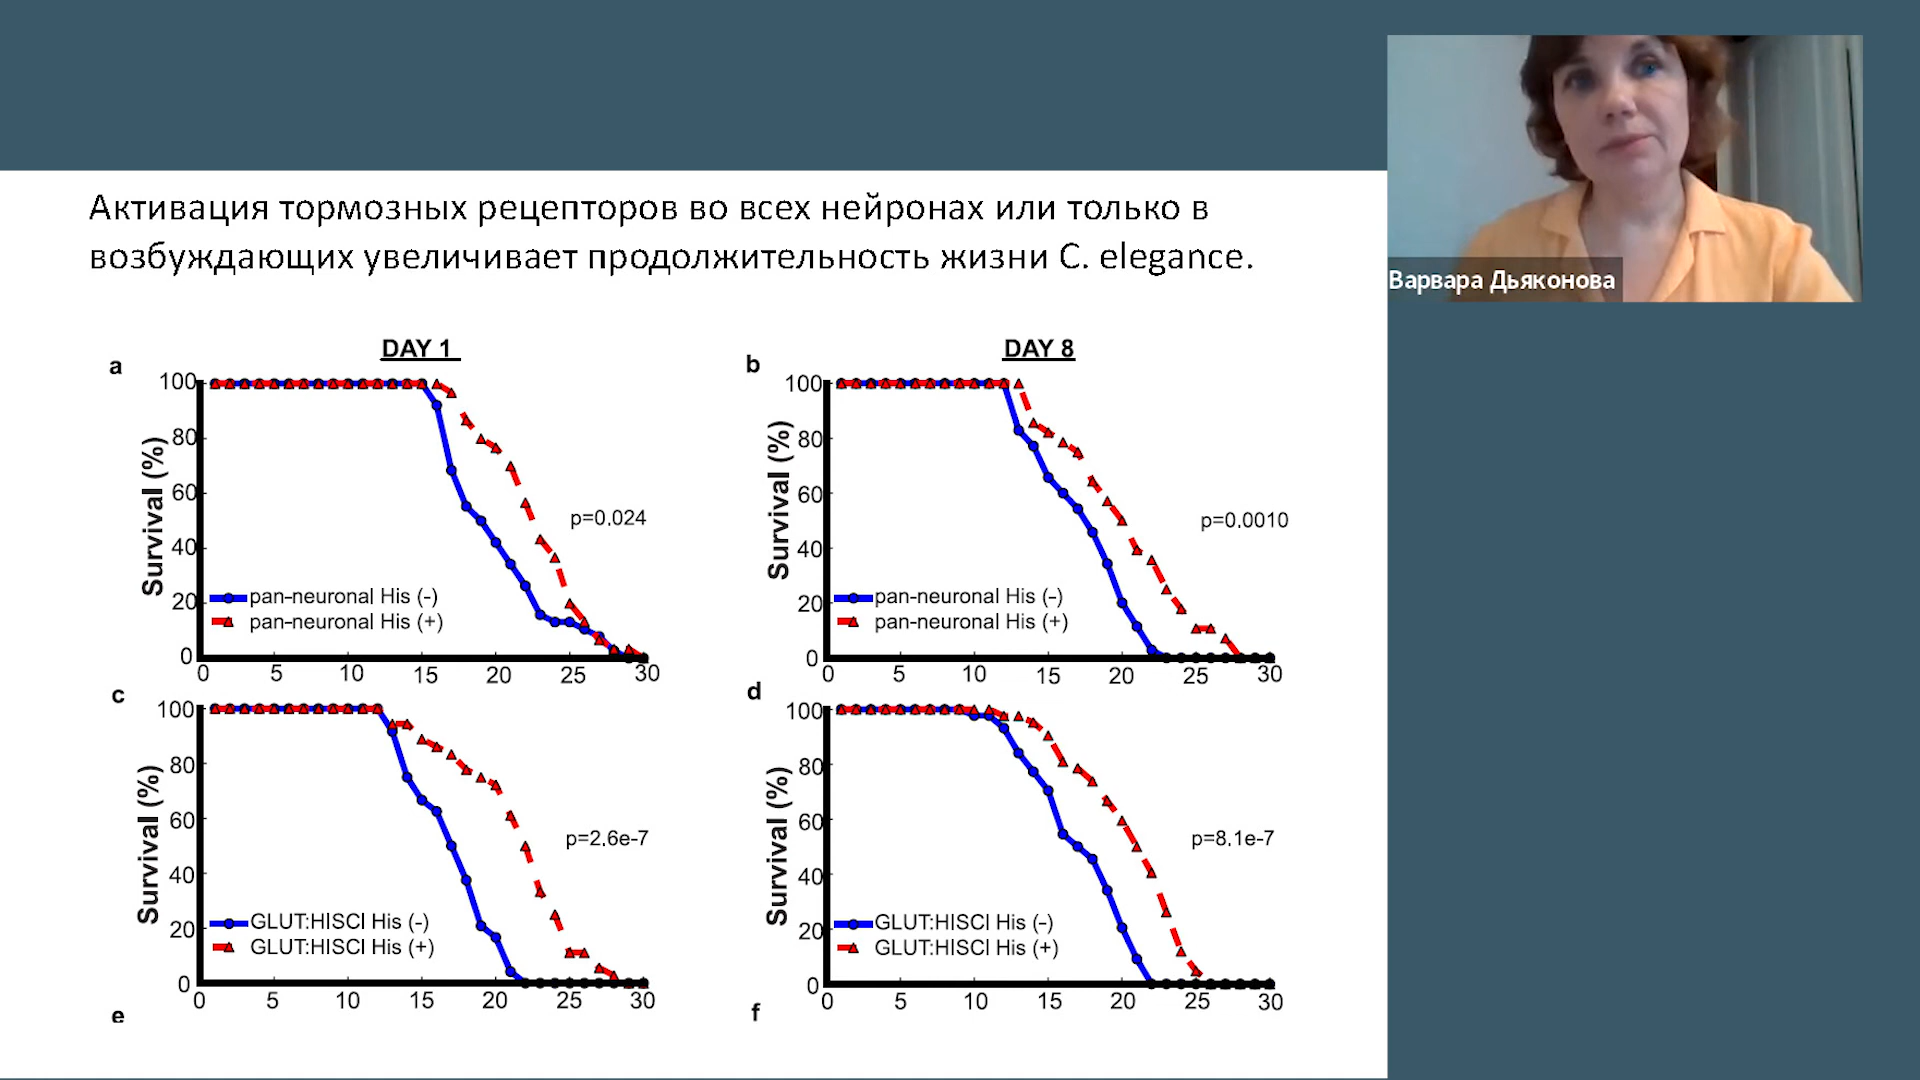 Варвара Дьяконова
Активация тормозных рецепторов во всех нейронах или только в
возбуждающих увеличивает продолжительность жизни C. elegance.
DAY 1
a
100
80
60
40
20
0
Survival (%)
p=0.024
pan-neuronal His (-)
pan-neuronal His (+)
0 5 10 15 20 25 30
DAY 8
b
100
80
60
40
20
0
Survival (%)
p=0.0010
pan-neuronal His (-)
pan-neuronal His (+)
0 5 10 15 20 25 30
c
100
80
60
40
20
0
Survival (%)
p=2.6e-7
GLUT:HISCl His (-)
GLUT:HISCl His (+)
0 5 10 15 20 25 30
d
100
80
60
40
20
0
Survival (%)
p=8.1e-7
GLUT:HISCl His (-)
GLUT:HISCl His (+)
0 5 10 15 20 25 30
e
f